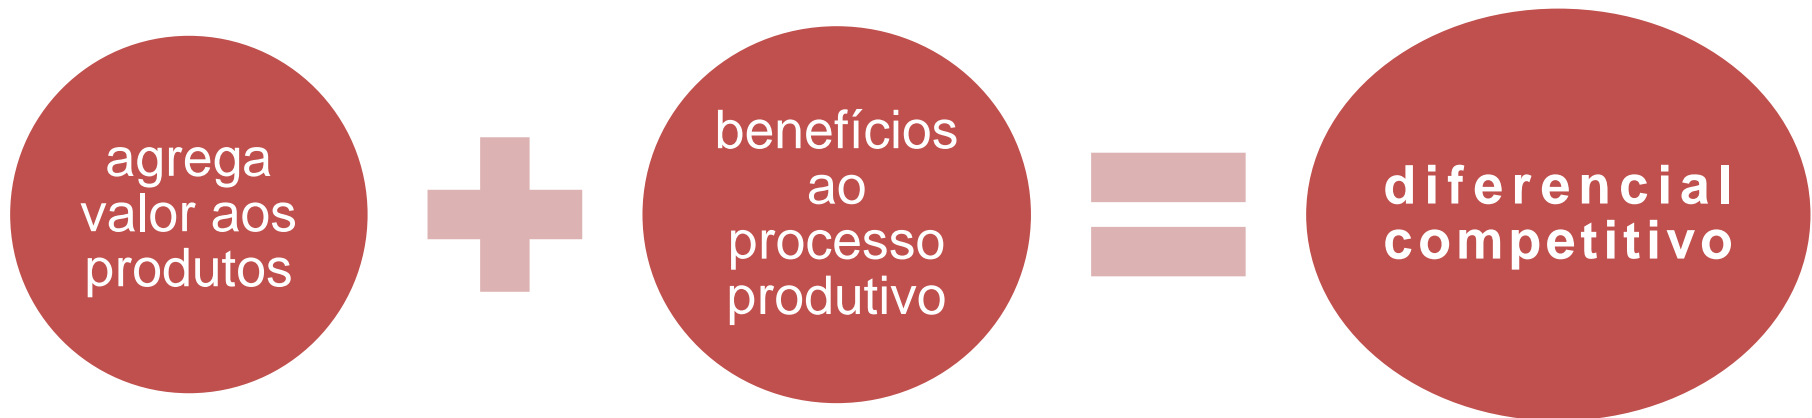 agrega
valor aos
produtos
benefícios
ao
processo
produtivo
diferencial
competitivo